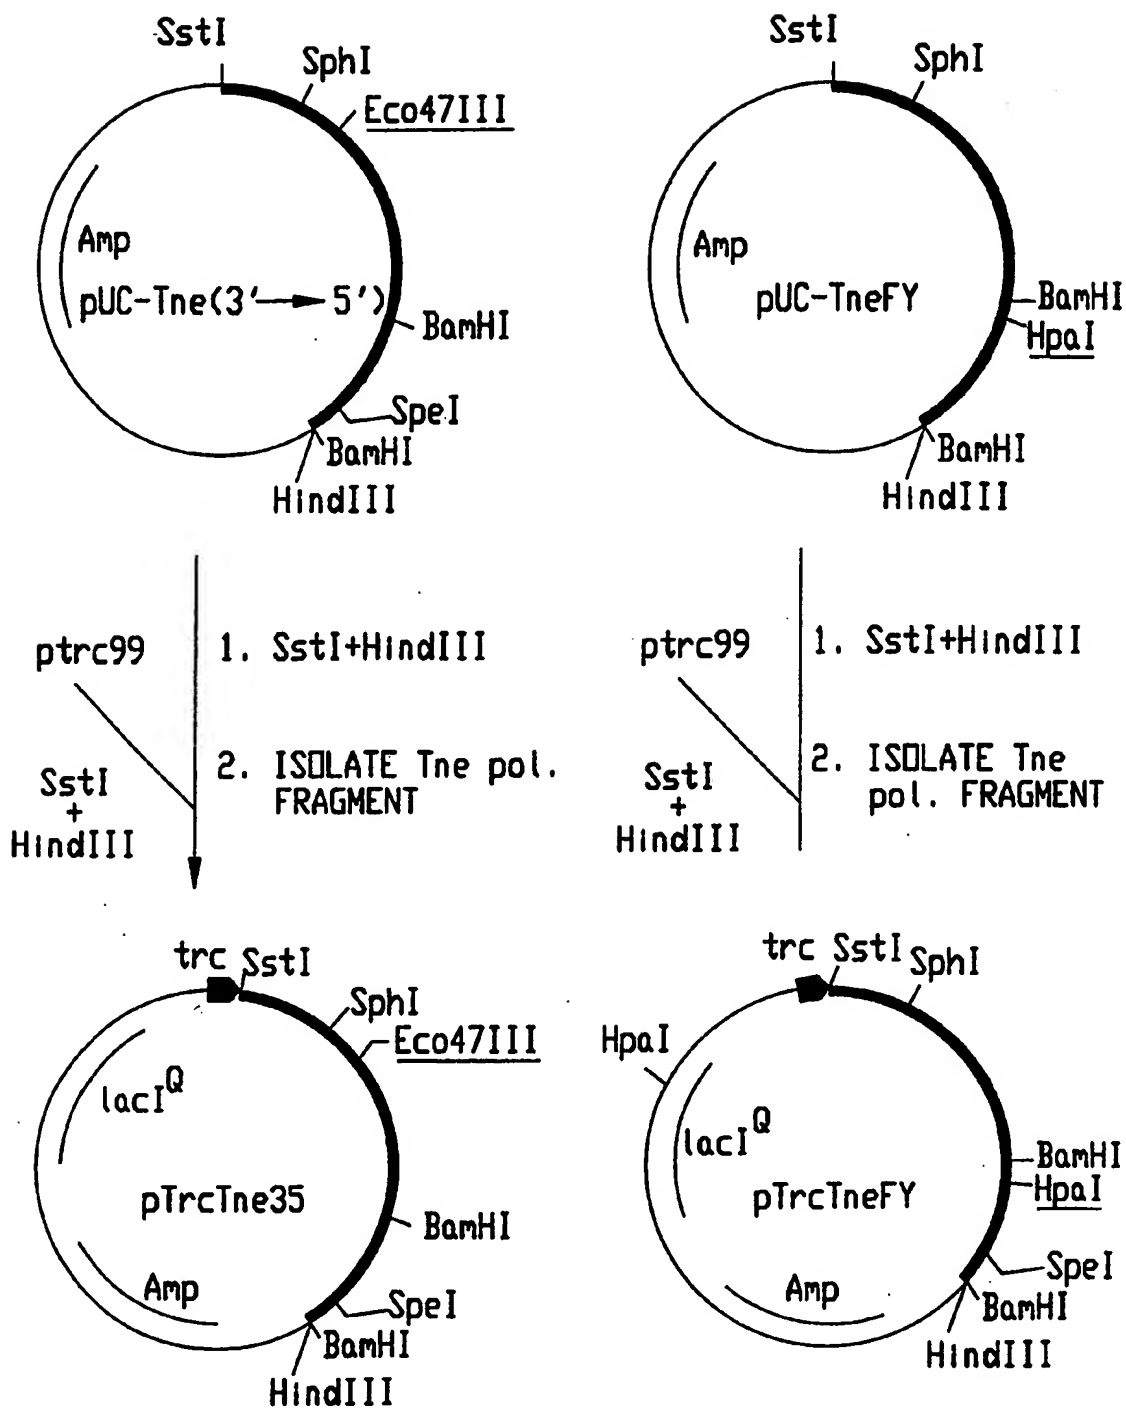 SstI
SphI
Eco47III
Amp
pUC-Tne(3'→5')
BamHI
SpeI
BamHI
HindIII
SstI
SphI
Amp
pUC-TneFY
BamHI
HpaI
BamHI
HindIII
ptrc99
1. SstI+HindIII
SstI
+
HindIII
2. ISOLATE Tne pol.
FRAGMENT
ptrc99
1. SstI+HindIII
SstI
+
HindIII
2. ISOLATE Tne
pol. FRAGMENT
trc SstI
SphI
Eco47III
lacI^Q
pTrcTne35
BamHI
Amp
SpeI
BamHI
HindIII
trc SstI SphI
HpaI
lacI^Q
BamHI
pTrcTneFY
HpaI
SpeI
Amp
BamHI
HindIII